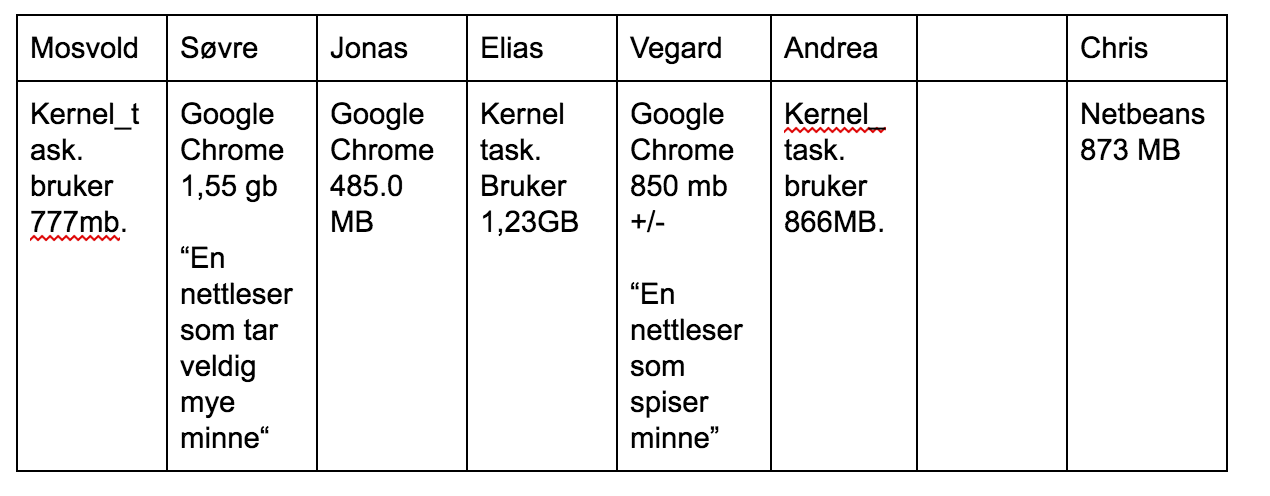 Mosvold
Søvre
Jonas
Elias
Vegard
Andrea
Chris
Kernel_t
ask.
bruker
777mb.
Google
Chrome
1,55 gb
“En
nettleser
som tar
veldig
mye
minne“
Google
Chrome
485.0
MB
Kernel
task.
Bruker
1,23GB
Google
Chrome
850 mb
+/-
“En
nettleser
som
spiser
minne”
Kernel_
task.
bruker
866MB.
Netbeans
873 MB